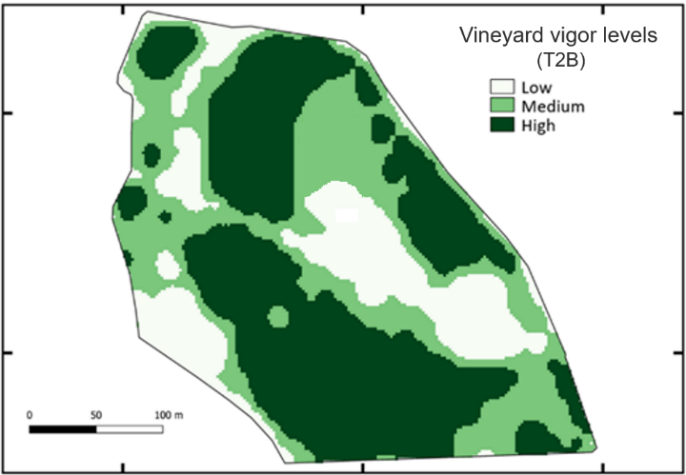 Vineyard vigor levels
(T2B)
Low
Medium
High
0 50 100 m